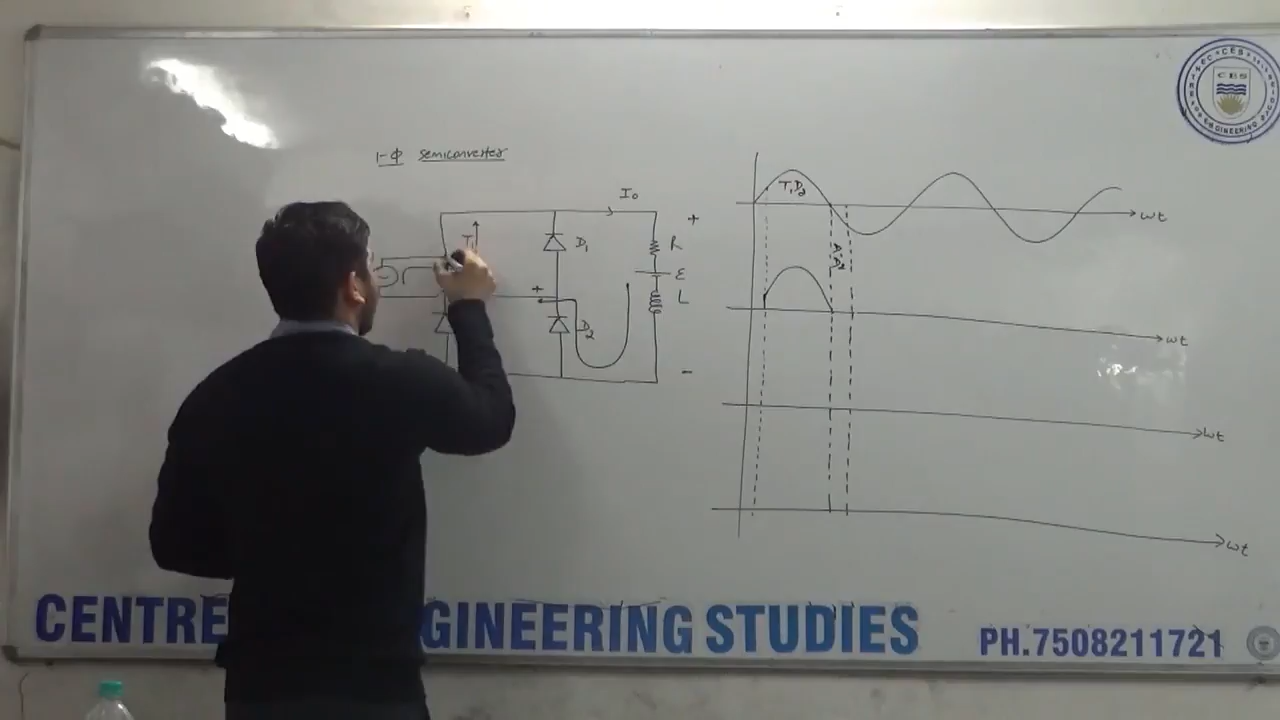 1-Φ semiconverter
I0
+
T1
D1
R
E
+
L
D2
-
T1D2
ωt
ωt
ωt
ωt
CES
CENTRE
GINEERING STUDIES
PH.7508211721